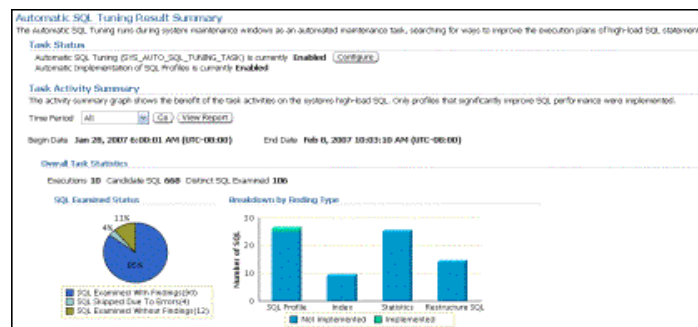 Automatic SQL Tuning Result Summary
The Automatic SQL Tuning runs during system maintenance windows as an automated maintenance task, searching for ways to improve the execution plans of high-load SQL statement
Task Status
Automatic SQL Tuning (SYS_AUTO_SQL_TUNING_TASK) is currently Enabled Configure
Automatic Implementation of SQL Profiles is currently Enabled
Task Activity Summary
The activity summary graph shows the benefit of the task activities on the systems high-load SQL. Only profiles that significantly improve SQL performance were implemented.
Time Period All Go View Report
Begin Date Jan 28, 2007 6:00:01 AM (UTC-08:00) End Date Feb 8, 2007 10:03:10 AM (UTC-08:00)
Overall Task Statistics
Executions 10 Candidate SQL 668 Distinct SQL Examined 106
SQL Examined Status
Breakdown by Finding Type
11%
4%
85%
SQL Examined With Findings(90)
SQL Skipped Due To Errors(4)
SQL Examined Without Findings(12)
Number of SQL
30
20
10
0
SQL Profile Index Statistics Restructure SQL
Not Implemented Implemented